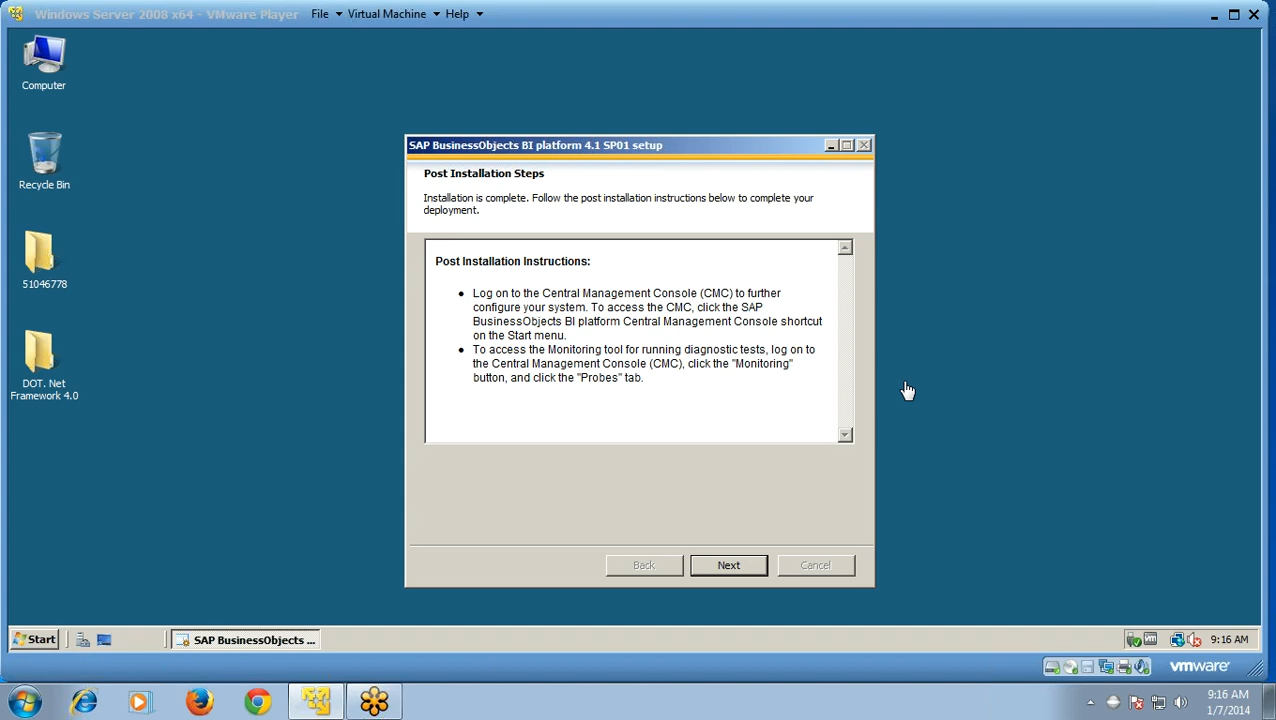 Windows Server 2008 x64 - VMware Player File Virtual Machine Help
Computer
Recycle Bin
51046778
DOT. Net
Framework 4.0
SAP BusinessObjects BI platform 4.1 SP01 setup
Post Installation Steps
Installation is complete. Follow the post installation instructions below to complete your
deployment.
Post Installation Instructions:
• Log on to the Central Management Console (CMC) to further
configure your system. To access the CMC, click the SAP
BusinessObjects BI platform Central Management Console shortcut
on the Start menu.
• To access the Monitoring tool for running diagnostic tests, log on to
the Central Management Console (CMC), click the "Monitoring"
button, and click the "Probes" tab.
Back Next Cancel
Start SAP BusinessObjects ... 9:16 AM
vmware
9:16 AM
1/7/2014